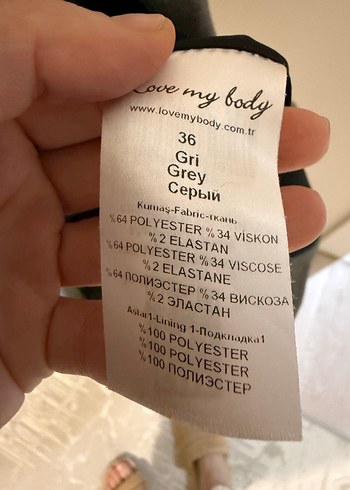 Love my body
www.lovemybody.com.tr
36
Gri
Grey
Серый
Kumaş-Fabric-ткань
%64 POLYESTER %34 VİSKON
%2 ELASTAN
%64 POLYESTER %34 VISCOSE
%2 ELASTANE
%64 ПОЛИЭСТЕР %34 ВИСКОЗА
%2 ЭЛАСТАН
Astar1-Lining 1-Подкладка1
%100 POLYESTER
%100 POLYESTER
%100 ПОЛИЭСТЕР